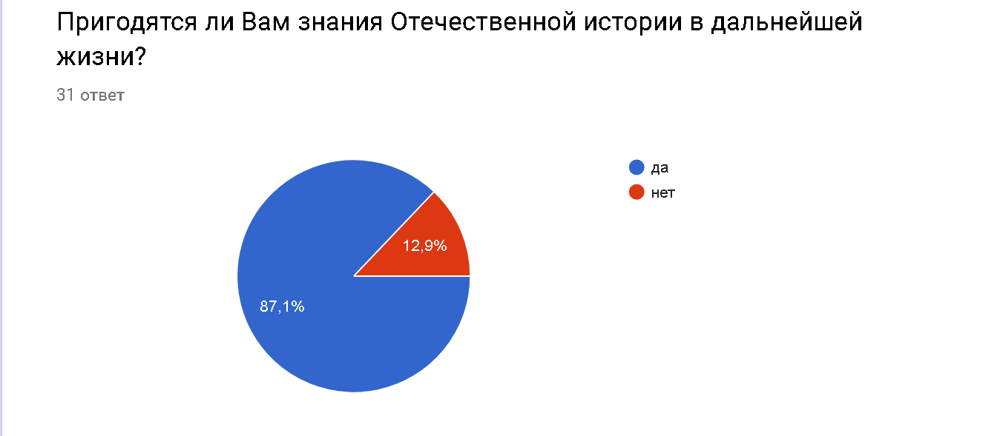 Пригодятся ли Вам знания Отечественной истории в дальнейшей
жизни?
31 ответ
да
нет
12,9%
87,1%